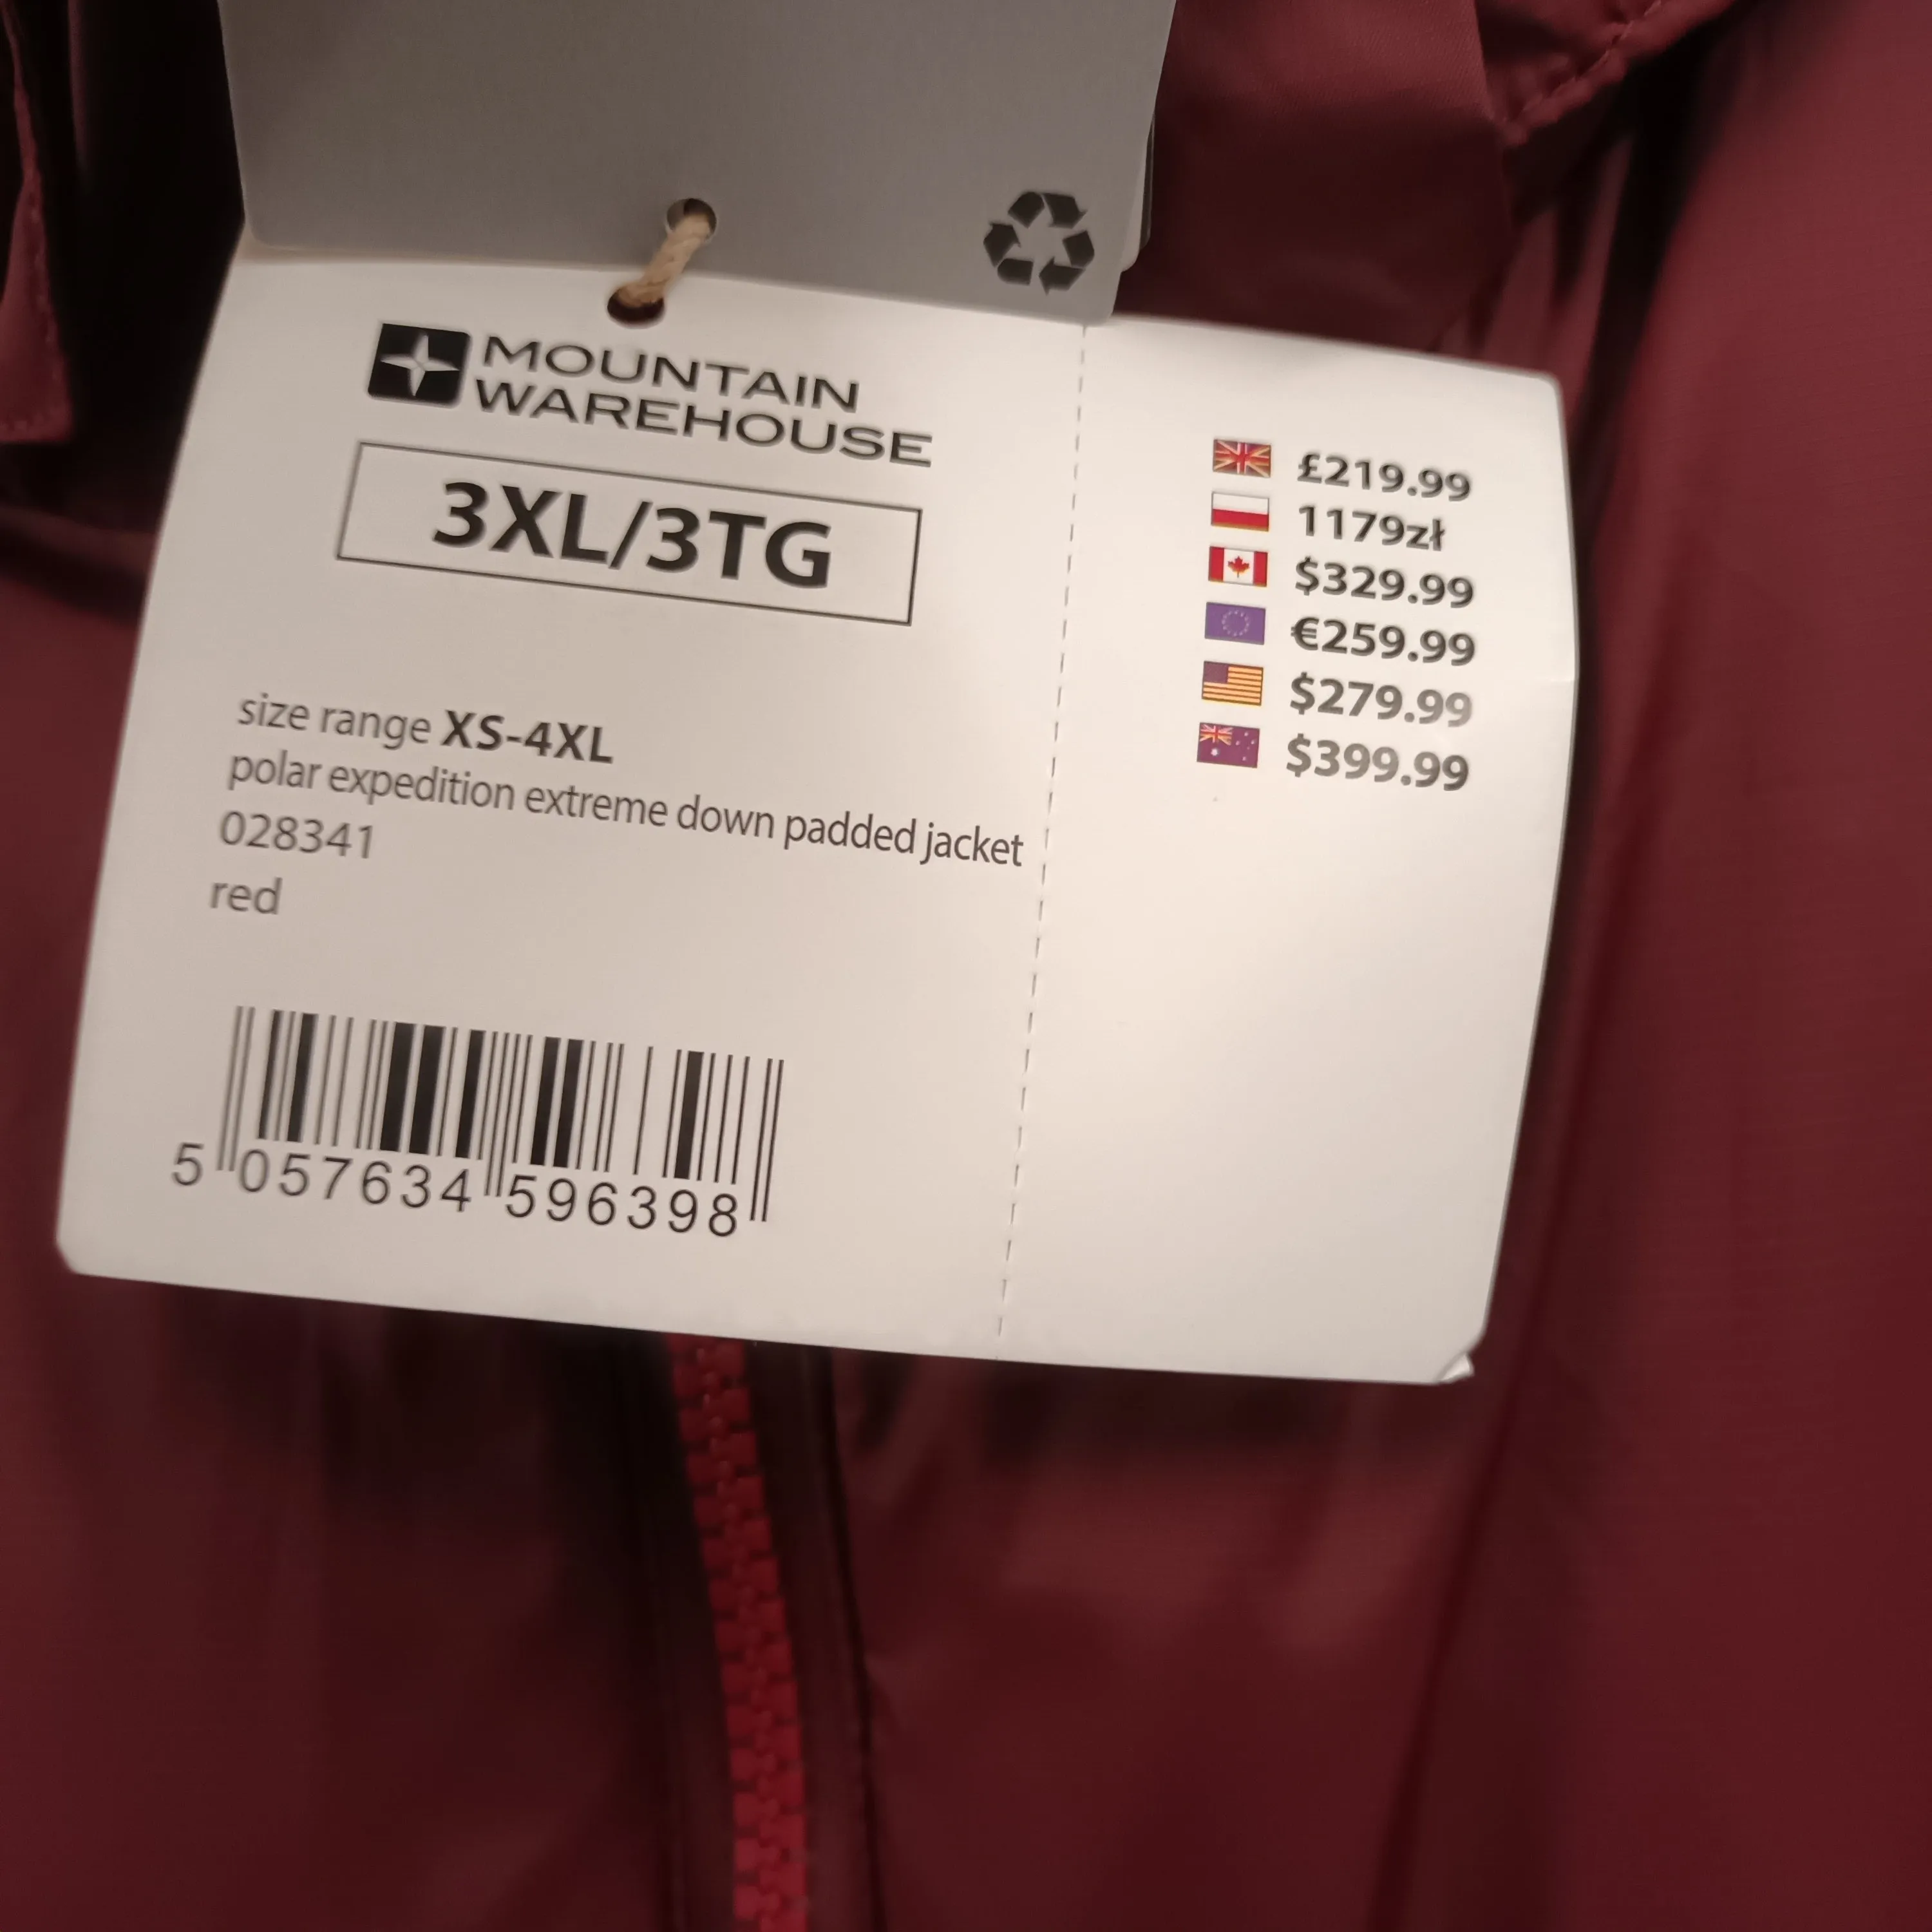 MOUNTAIN
WAREHOUSE
3XL/3TG
size range XS-4XL
polar expedition extreme down padded jacket
028341
red
5 057634 596398
£219.99
1179zł
$329.99
€259.99
$279.99
$399.99